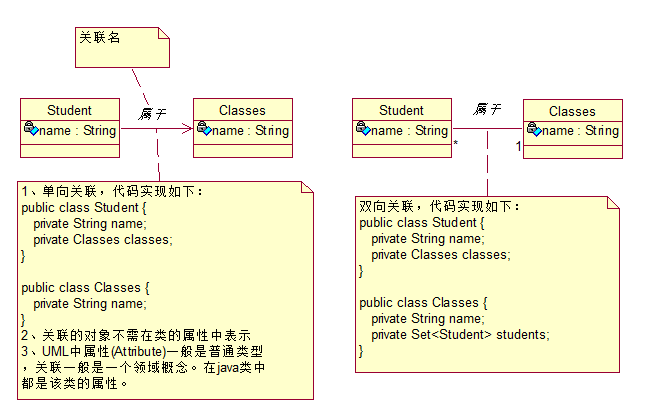 关联名
Student
属于
Classes
name : String
name : String
1、单向关联，代码实现如下：
public class Student {
private String name;
private Classes classes;
}
public class Classes {
private String name;
}
2、关联的对象不需在类的属性中表示
3、UML中属性(Attribute)一般是普通类型
，关联一般是一个领域概念。在java类中
都是该类的属性。
Student
属于
Classes
name : String
name : String
*
1
双向关联，代码实现如下：
public class Student {
private String name;
private Classes classes;
}
public class Classes {
private String name;
private Set<Student> students;
}